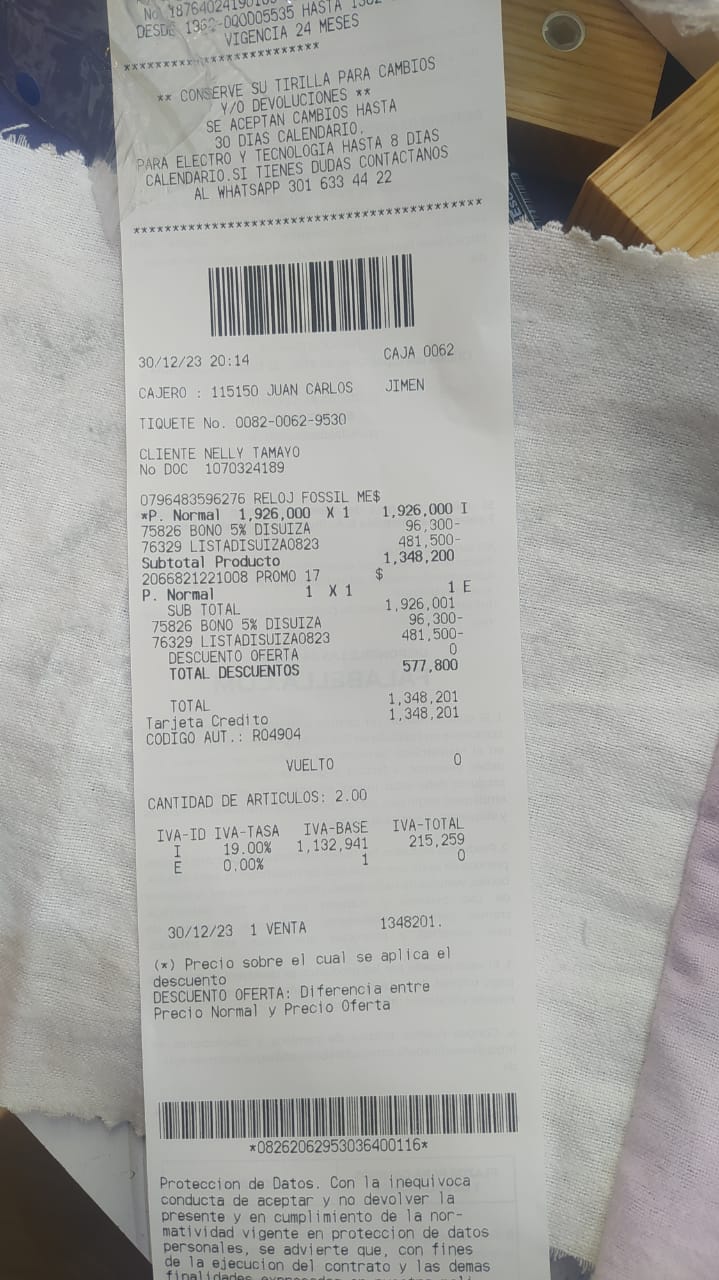 No. 18764024190163
DESDE 1362-000005535 HASTA 1362-
VIGENCIA 24 MESES
************************
** CONSERVE SU TIRILLA PARA CAMBIOS
Y/O DEVOLUCIONES **
SE ACEPTAN CAMBIOS HASTA
30 DIAS CALENDARIO.
PARA ELECTRO Y TECNOLOGIA HASTA 8 DIAS
CALENDARIO.SI TIENES DUDAS CONTACTANOS
AL WHATSAPP 301 633 44 22
******************************************
30/12/23 20:14 CAJA 0062
CAJERO : 115150 JUAN CARLOS JIMEN
TIQUETE No. 0082-0062-9530
CLIENTE NELLY TAMAYO
No DOC 1070324189
0796483596276 RELOJ FOSSIL ME$
*P. Normal 1,926,000 X 1 1,926,000 I
75826 BONO 5% DISUIZA 96,300-
76329 LISTADISUIZA0823 481,500-
Subtotal Producto 1,348,200
2066821221008 PROMO 17 $
P. Normal 1 X 1 1 E
SUB TOTAL 1,926,001
75826 BONO 5% DISUIZA 96,300-
76329 LISTADISUIZA0823 481,500-
DESCUENTO OFERTA 0
TOTAL DESCUENTOS 577,800
TOTAL 1,348,201
Tarjeta Credito 1,348,201
CODIGO AUT.: R04904
VUELTO 0
CANTIDAD DE ARTICULOS: 2.00
IVA-ID IVA-TASA IVA-BASE IVA-TOTAL
I 19.00% 1,132,941 215,259
E 0.00% 1 0
30/12/23 1 VENTA 1348201.
(*) Precio sobre el cual se aplica el
descuento
DESCUENTO OFERTA: Diferencia entre
Precio Normal y Precio Oferta
*08262062953036400116*
Proteccion de Datos. Con la inequivoca
conducta de aceptar y no devolver la
presente y en cumplimiento de la nor-
matividad vigente en proteccion de datos
personales, se advierte que, con fines
de la ejecucion del contrato y las demas
finalidades